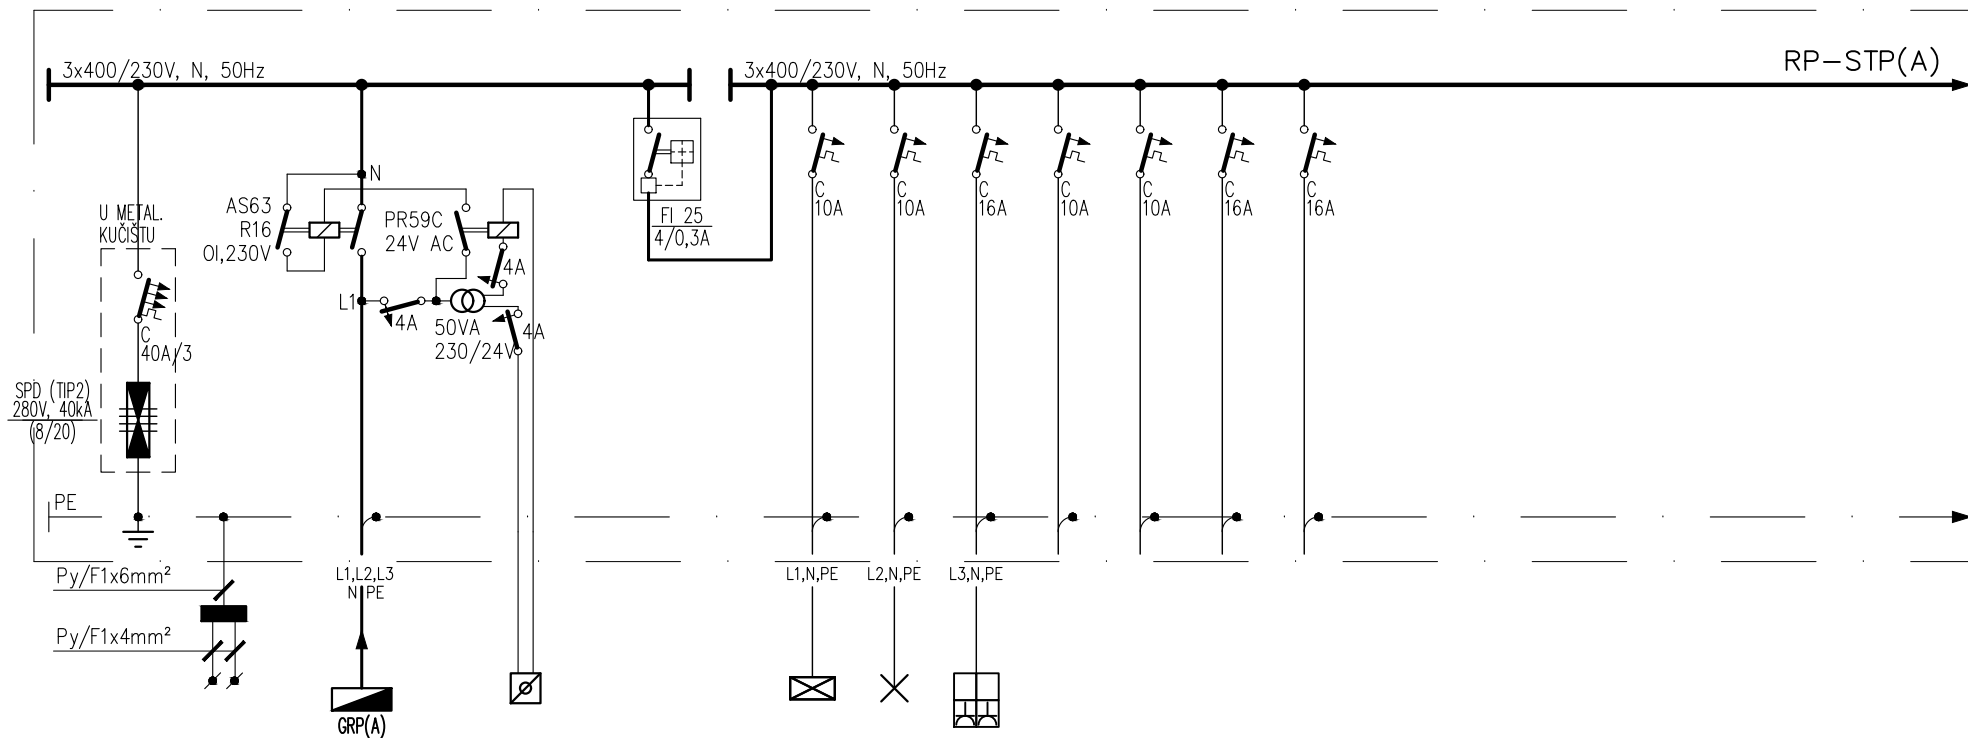 RP-STP(A)
3x400/230V, N, 50Hz
3x400/230V, N, 50Hz
N
AS63
R16
OI,230V
PR59C
24V AC
4A
L1
4A
50VA
230/24V
4A
FI 25
4/0,3A
C
10A
C
10A
C
16A
C
10A
C
10A
C
16A
C
16A
U METAL.
KUČIŠTU
C
40A/3
SPD (TIP2)
280V, 40kA
(8/20)
PE
Py/F1x6mm²
Py/F1x4mm²
L1,L2,L3
N PE
L1,N,PE
L2,N,PE
L3,N,PE
GRP(A)